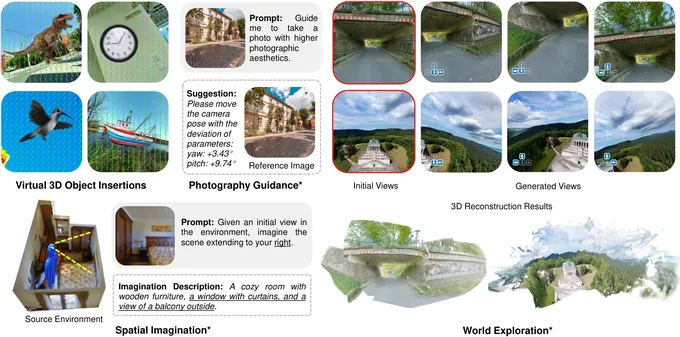 Prompt: Guide
me to take a
photo with higher
photographic
aesthetics.
Suggestion:
Please move
the camera
pose with the
deviation of
parameters:
yaw: +3.43°
pitch: +9.74°
Reference Image
Virtual 3D Object Insertions
Photography Guidance*
Initial Views
Generated Views
3D Reconstruction Results
Prompt: Given an initial view in
the environment, imagine the
scene extending to your right.
Imagination Description: A cozy room with
wooden furniture, a window with curtains, and a
view of a balcony outside.
Source Environment
Spatial Imagination*
World Exploration*